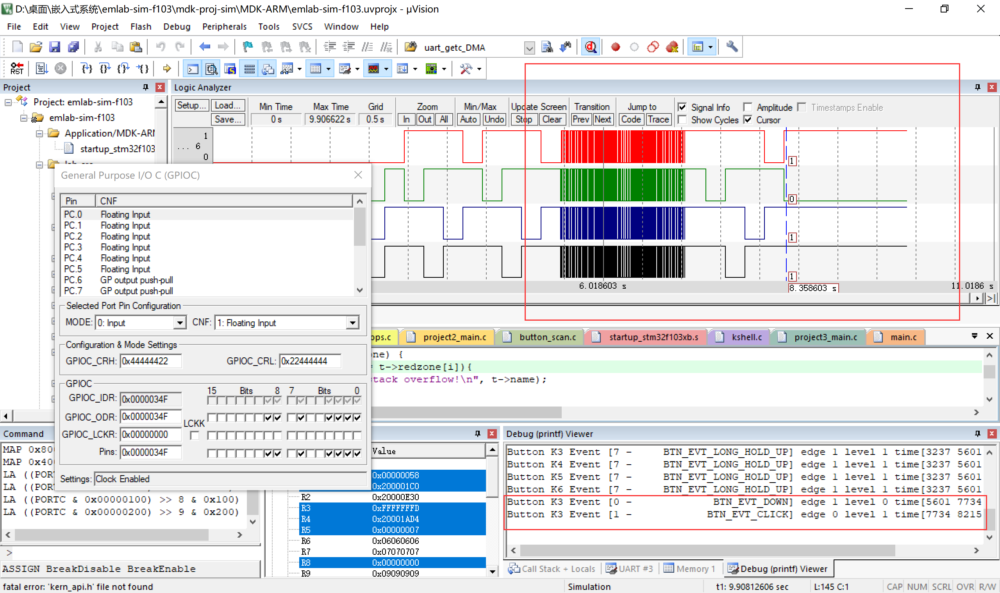 D:\桌面\嵌入式系统\emlab-sim-f103\mdk-proj-sim\MDK-ARM\emlab-sim-f103.uvprojx - µVision
File Edit View Project Flash Debug Peripherals Tools SVCS Window Help
uart_getc_DMA
RST
Project
Project: emlab-sim-f103
emlab-sim-f103
Application/MDK-ARM
startup_stm32f103
Logic Analyzer
Setup... Load... Min Time Max Time Grid Zoom Min/Max Update Screen Transition Jump to Signal Info Amplitude Timestamps Enable
Save... 0 s 9.906622 s 0.5 s In Out All Auto Undo Stop Clear Prev Next Code Trace Show Cycles Cursor
1
... 6
0
1
0
1
1
6.018603 s 8.358603 s 11.0186 s
General Purpose I/O C (GPIOC)
Pin CNF
PC.0 Floating Input
PC.1 Floating Input
PC.2 Floating Input
PC.3 Floating Input
PC.4 Floating Input
PC.5 Floating Input
PC.6 GP output push-pull
PC.7 GP output push-pull
Selected Port Pin Configuration
MODE: 0: Input CNF: 1: Floating Input
Configuration & Mode Settings
GPIOC_CRH: 0x44444422 GPIOC_CRL: 0x22444444
GPIOC
15 Bits 8 7 Bits 0
GPIOC_IDR: 0x0000034F
GPIOC_ODR: 0x0000034F
LCKK
GPIOC_LCKR: 0x00000000
Pins: 0x0000034F
Settings: Clock Enabled
ops.c project2_main.c button_scan.c startup_stm32f103xb.s kshell.c project3_main.c main.c
one) {
= t->redzone[i]){
stack overflow!\n", t->name);
Command
MAP 0x80
MAP 0x40
LA ((PORT
LA ((PORT
LA ((PORTC & 0x00000100) >> 8 & 0x100)
LA ((PORTC & 0x00000200) >> 9 & 0x200)
>
ASSIGN BreakDisable BreakEnable
Value
0x00000058
0x200001C0
R2 0x20000E30
R3 0xFFFFFFFD
R4 0x20001AD4
R5 0x00000007
R6 0x06060606
R7 0x07070707
R8 0x00000000
R9 0x09090909
Debug (printf) Viewer
Button K3 Event [7 - BTN_EVT_LONG_HOLD_UP] edge 1 level 1 time[3237 5601
Button K4 Event [7 - BTN_EVT_LONG_HOLD_UP] edge 1 level 1 time[3237 5601
Button K5 Event [7 - BTN_EVT_LONG_HOLD_UP] edge 1 level 1 time[3237 5601
Button K6 Event [7 - BTN_EVT_LONG_HOLD_UP] edge 1 level 1 time[3237 5601
Button K3 Event [0 - BTN_EVT_DOWN] edge 1 level 0 time[5601 7734
Button K3 Event [1 - BTN_EVT_CLICK] edge 0 level 1 time[7734 8215
Call Stack + Locals UART #3 Memory 1 Debug (printf) Viewer
fatal error: 'kern_api.h' file not found Simulation t1: 9.90812606 sec L:145 C:1 CAP NUM SCRL OVR R/W